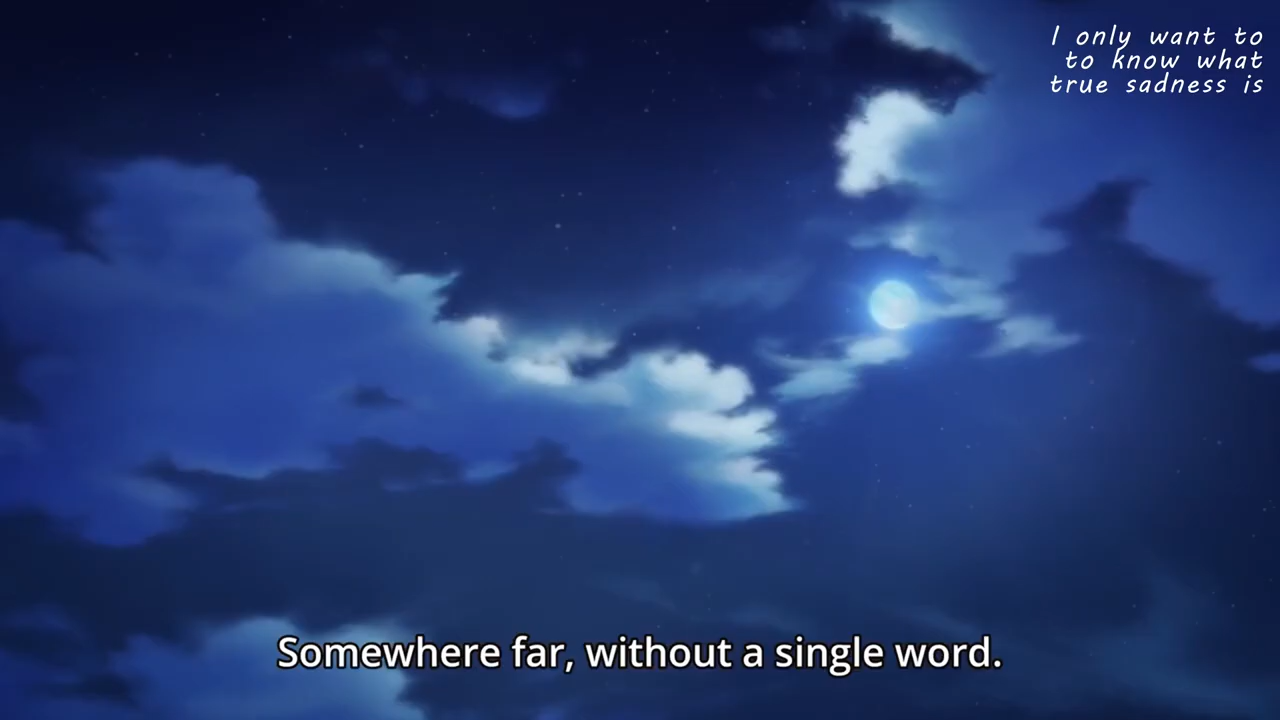 I only want to
to know what
true sadness is
Somewhere far, without a single word.